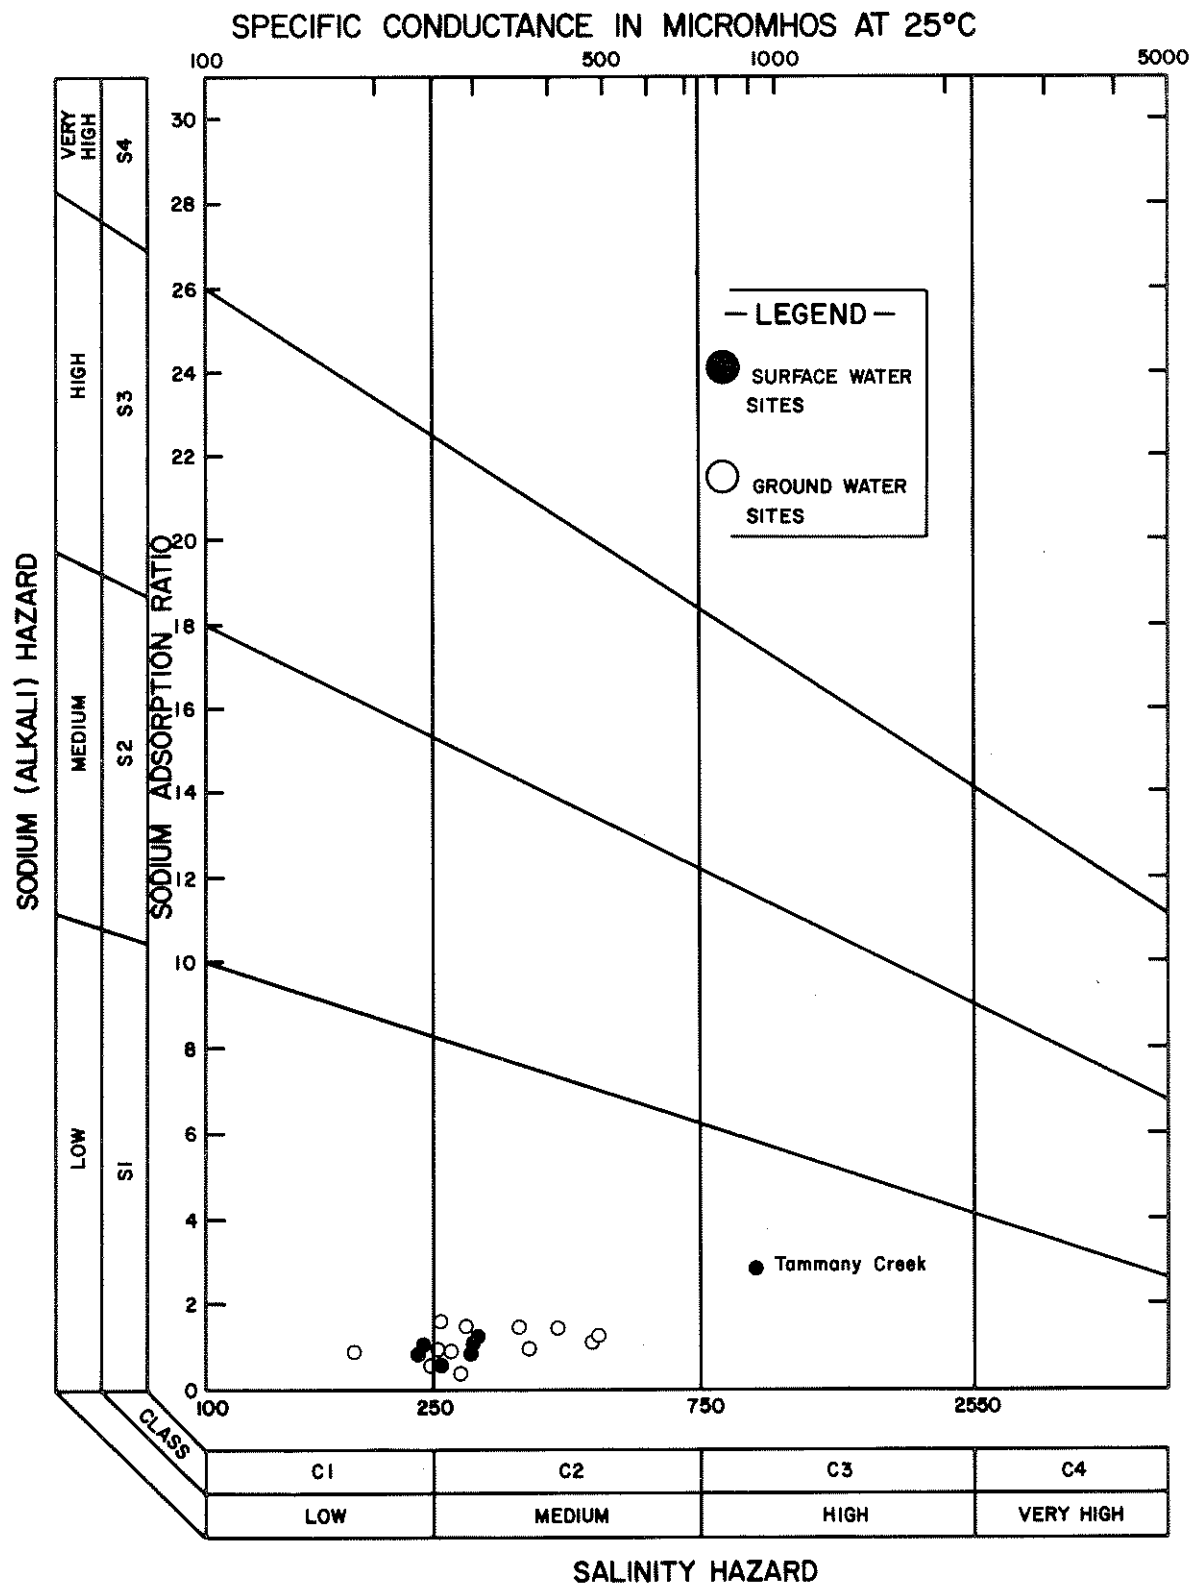 SPECIFIC CONDUCTANCE IN MICROMHOS AT 25°C
100 500 1000 5000
VERY HIGH
S4
HIGH
S3
MEDIUM
S2
LOW
S1
SODIUM (ALKALI) HAZARD
SODIUM ADSORPTION RATIO
30
28
26
24
22
20
18
16
14
12
10
8
6
4
2
0
— LEGEND —
SURFACE WATER
SITES
GROUND WATER
SITES
Tammany Creek
100 250 750 2550
CLASS
C1 C2 C3 C4
LOW MEDIUM HIGH VERY HIGH
SALINITY HAZARD